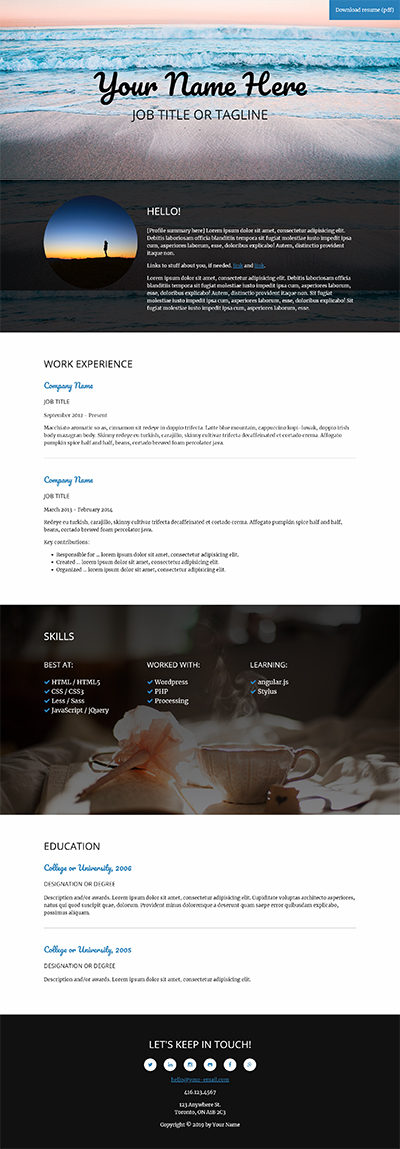 Download resume (pdf)
Your Name Here
JOB TITLE OR TAGLINE
HELLO!
[Profile summary here] Lorem ipsum dolor sit amet, consectetur adipisicing elit.
Debitis laboriosam officia blanditiis tempora sit fugiat molestiae iusto impedit ipsa
cum, asperiores laborum, esse, doloribus explicabo! Autem, distinctio provident
itaque non.
Links to stuff about you, if needed. link and link.
Lorem ipsum dolor sit amet, consectetur adipisicing elit. Debitis laboriosam officia
blanditiis tempora sit fugiat molestiae iusto impedit ipsa cum, asperiores laborum,
esse, doloribus explicabo! Autem, distinctio provident itaque non. Sit fugiat
molestiae iusto impedit ipsa cum, asperiores laborum, esse, doloribus explicabo!
Sit fugiat molestiae iusto impedit ipsa cum, asperiores laborum, esse.
WORK EXPERIENCE
Company Name
JOB TITLE
September 2012 - Present
Macchiato aromatic so as, cinnamon sit redeye in doppio trifecta. Latte blue mountain, cappuccino kopi-luwak, doppio irish
body mazagran body. Skinny redeye eu turkish, carajillo, skinny cultivar trifecta decaffeinated et cortado crema. Affogato
pumpkin spice half and half, beans, cortado brewed foam percolator java.
Company Name
JOB TITLE
March 2013 - February 2014
Redeye eu turkish, carajillo, skinny cultivar trifecta decaffeinated et cortado crema. Affogato pumpkin spice half and half,
beans, cortado brewed foam percolator java.
Key contributions:
• Responsible for ... lorem ipsum dolor sit amet, consectetur adipisicing elit.
• Created ... lorem ipsum dolor sit amet, consectetur adipisicing elit.
• Organized ... lorem ipsum dolor sit amet, consectetur adipisicing elit.
SKILLS
BEST AT: WORKED WITH: LEARNING:
HTML / HTML5 Wordpress angular.js
CSS / CSS3 PHP Stylus
Less / Sass Processing
JavaScript / jQuery
EDUCATION
College or University, 2006
DESIGNATION OR DEGREE
Description and/or awards. Lorem ipsum dolor sit amet, consectetur adipisicing elit. Cupiditate voluptas architecto asperiores,
natus qui quod suscipit quae, dolorum. Provident minus doloremque a deserunt quam saepe error quibusdam explicabo,
possimus aliquam.
College or University, 2005
DESIGNATION OR DEGREE
Description and/or awards. Lorem ipsum dolor sit amet, consectetur adipisicing elit.
LET'S KEEP IN TOUCH!
hello@your-email.com
416.123.4567
123 Anywhere St.
Toronto, ON A1B 2C3
Copyright © 2019 by Your Name